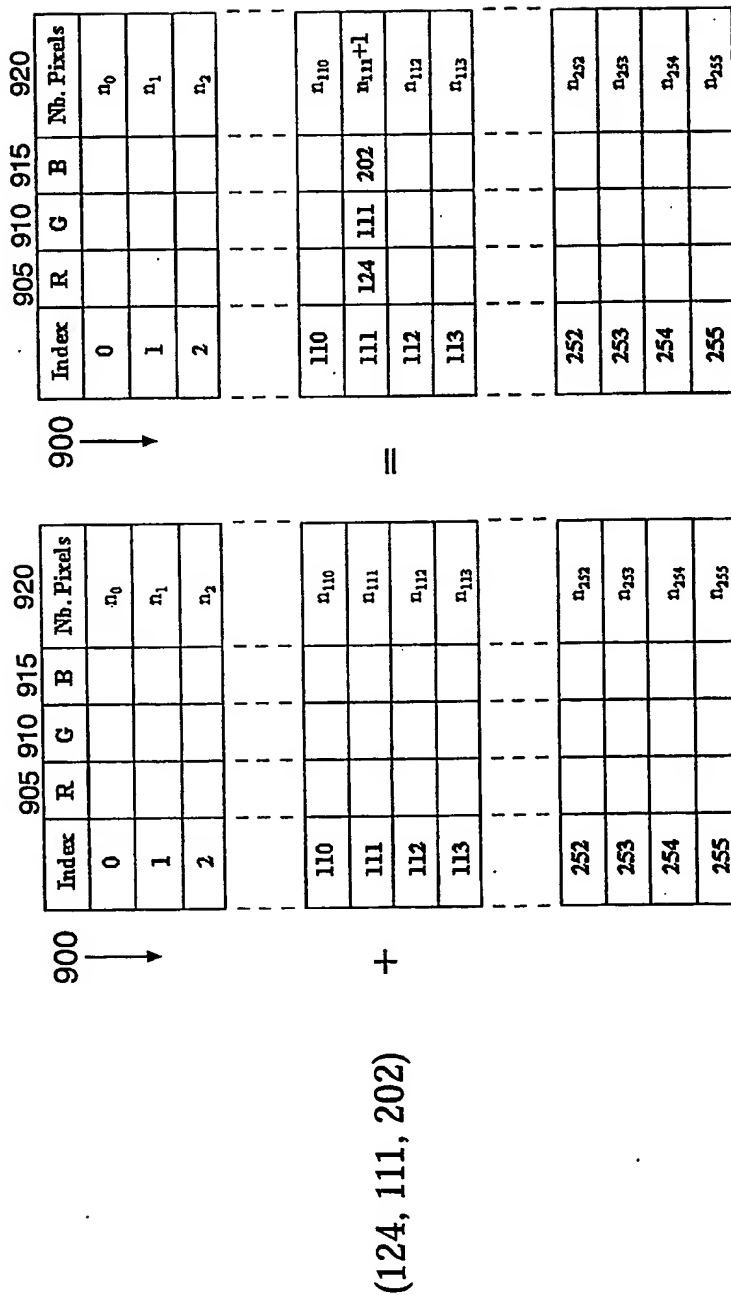 (124, 111, 202)
+
900
905 910 915 920
Index R G B Nb. Pixels
0 n₀
1 n₁
2 n₂
110 n₁₁₀
111 n₁₁₁
112 n₁₁₂
113 n₁₁₃
252 n₂₅₂
253 n₂₅₃
254 n₂₅₄
255 n₂₅₅
=
900
905 910 915 920
Index R G B Nb. Pixels
0 n₀
1 n₁
2 n₂
110 n₁₁₀
111 124 111 202 n₁₁₁+1
112 n₁₁₂
113 n₁₁₃
252 n₂₅₂
253 n₂₅₃
254 n₂₅₄
255 n₂₅₅